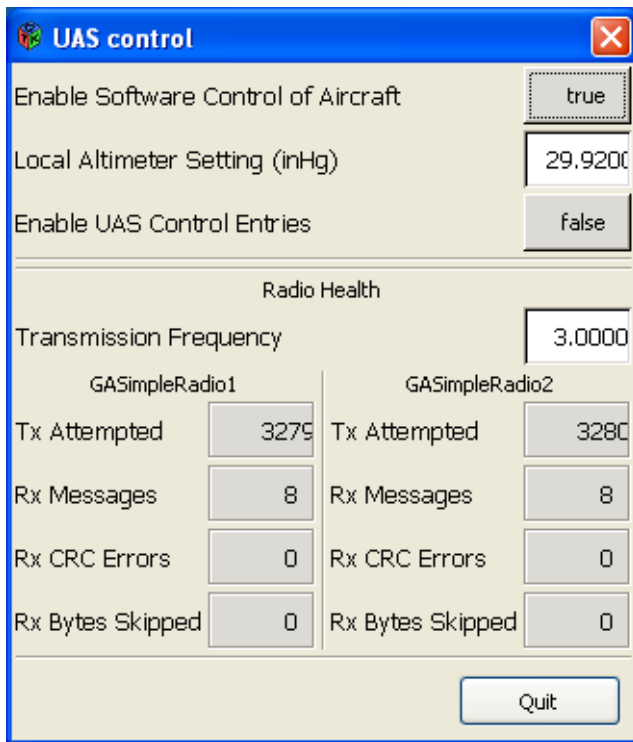 UAS control
Enable Software Control of Aircraft true
Local Altimeter Setting (inHg) 29.9200
Enable UAS Control Entries false
Radio Health
Transmission Frequency 3.0000
GASimpleRadio1 GASimpleRadio2
Tx Attempted 3279 Tx Attempted 3280
Rx Messages 8 Rx Messages 8
Rx CRC Errors 0 Rx CRC Errors 0
Rx Bytes Skipped 0 Rx Bytes Skipped 0
Quit